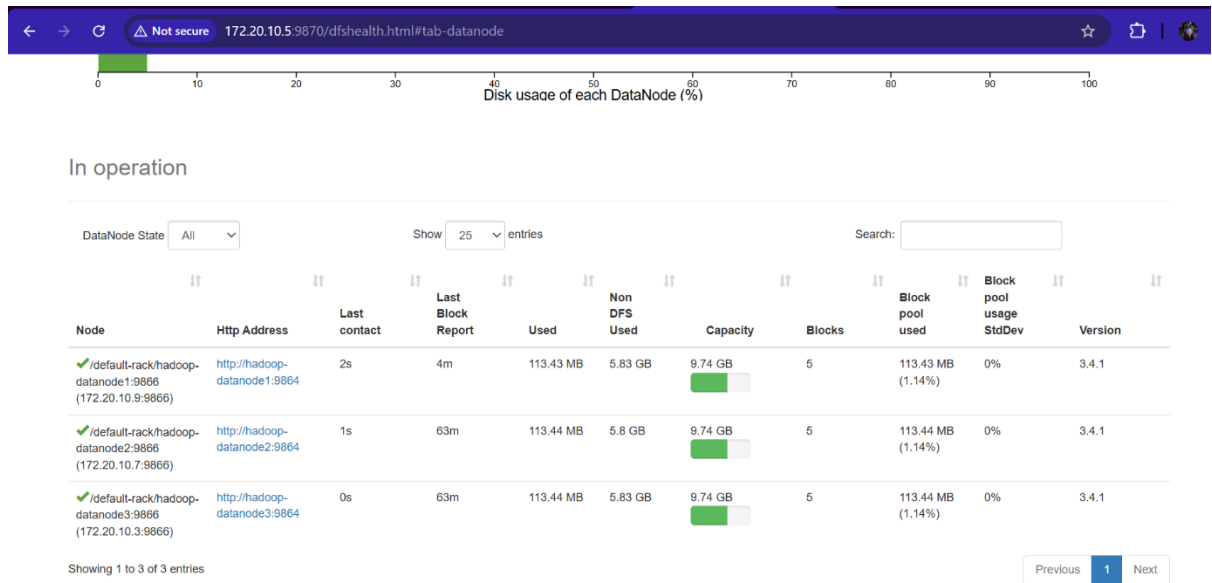 Not secure 172.20.10.5:9870/dfshealth.html#tab-datanode
0 10 20 30 40 50 60 70 80 90 100
Disk usage of each DataNode (%)
In operation
DataNode State All Show 25 entries Search:
Node Http Address Last contact Last Block Report Used Non DFS Used Capacity Blocks Block pool used Block pool usage StdDev Version
/default-rack/hadoop- http://hadoop- 2s 4m 113.43 MB 5.83 GB 9.74 GB 5 113.43 MB 0% 3.4.1
datanode1:9866 datanode1:9864 (1.14%)
(172.20.10.9:9866)
/default-rack/hadoop- http://hadoop- 1s 63m 113.44 MB 5.8 GB 9.74 GB 5 113.44 MB 0% 3.4.1
datanode2:9866 datanode2:9864 (1.14%)
(172.20.10.7:9866)
/default-rack/hadoop- http://hadoop- 0s 63m 113.44 MB 5.83 GB 9.74 GB 5 113.44 MB 0% 3.4.1
datanode3:9866 datanode3:9864 (1.14%)
(172.20.10.3:9866)
Showing 1 to 3 of 3 entries Previous 1 Next